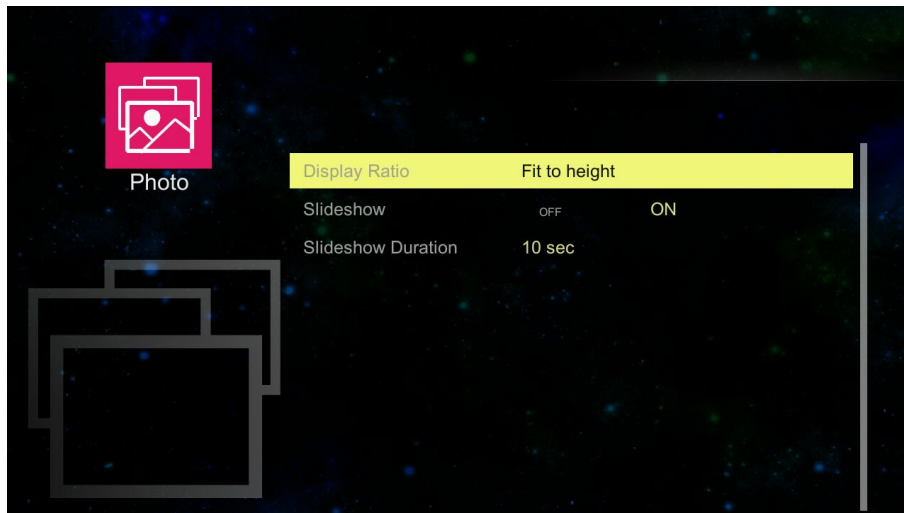 Photo
Display Ratio Fit to height
Slideshow OFF ON
Slideshow Duration 10 sec